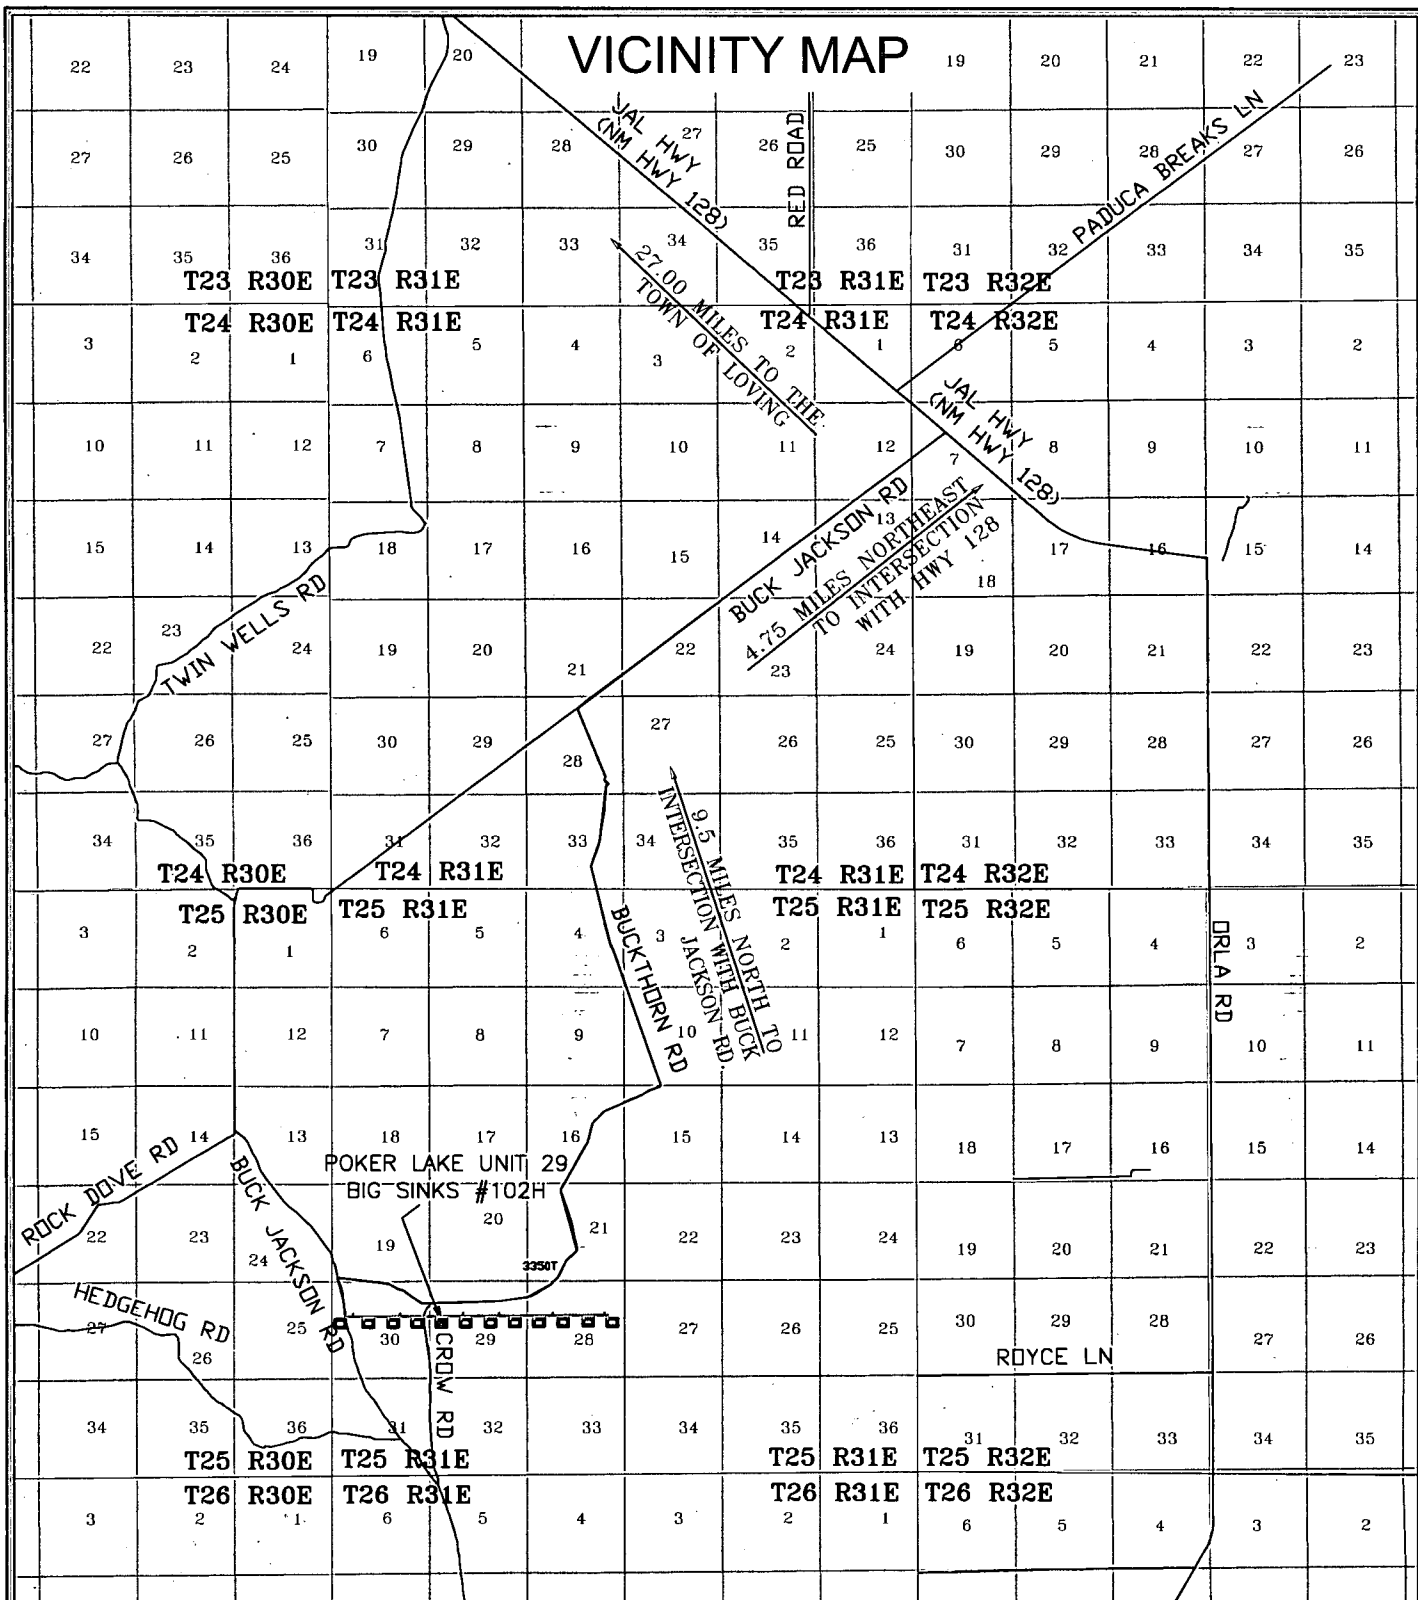 VICINITY MAP
22 23 24 19 20 19 20 21 22 23
JAL HWY
(NM HWY 128)
RED ROAD
PADUCA BREAKS LN
27 26 25 30 29 28 27 26 25 30 29 28 27 26
34 35 36 31 32 33 34 35 36 31 32 33 34 35
T23 R30E T23 R31E T23 R31E T23 R32E
27.00 MILES TO THE
TOWN OF LOVING
T24 R30E T24 R31E T24 R31E T24 R32E
3 2 1 6 5 4 3 2 1 6 5 4 3 2
JAL HWY
(NM HWY 128)
10 11 12 7 8 9 10 11 12 7 8 9 10 11
BUCK JACKSON RD
4.75 MILES NORTHEAST
TO INTERSECTION
WITH HWY 128
15 14 13 18 17 16 15 14 13 18 17 16 15 14
TWIN WELLS RD
22 23 24 19 20 21 22 23 24 19 20 21 22 23
27 26 25 30 29 28 27 26 25 30 29 28 27 26
9.5 MILES NORTH TO
INTERSECTION WITH BUCK
JACKSON RD.
34 35 36 31 32 33 34 35 36 31 32 33 34 35
T24 R30E T24 R31E T24 R31E T24 R32E
T25 R30E T25 R31E T25 R31E T25 R32E
3 2 1 6 5 4 3 2 1 6 5 4 3 2
BUCKTHORN RD
ORLA RD
10 11 12 7 8 9 10 11 12 7 8 9 10 11
15 14 13 18 17 16 15 14 13 18 17 16 15 14
ROCK DOVE RD
BUCK JACKSON RD
POKER LAKE UNIT 29
BIG SINKS #102H
22 23 24 19 20 21 22 23 24 19 20 21 22 23
3350T
HEDGEHOG RD
27 26 25 30 29 28 27 26 25 30 29 28 27 26
CROW RD
ROYCE LN
34 35 36 31 32 33 34 35 36 31 32 33 34 35
T25 R30E T25 R31E T25 R31E T25 R32E
T26 R30E T26 R31E T26 R31E T26 R32E
3 2 1 6 5 4 3 2 1 6 5 4 3 2